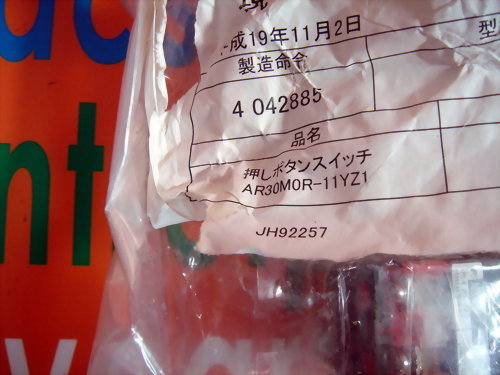 成19年11月2日
型
製造命令
4 042885
品名
押しボタンスイッチ
AR30M0R-11YZ1
JH92257